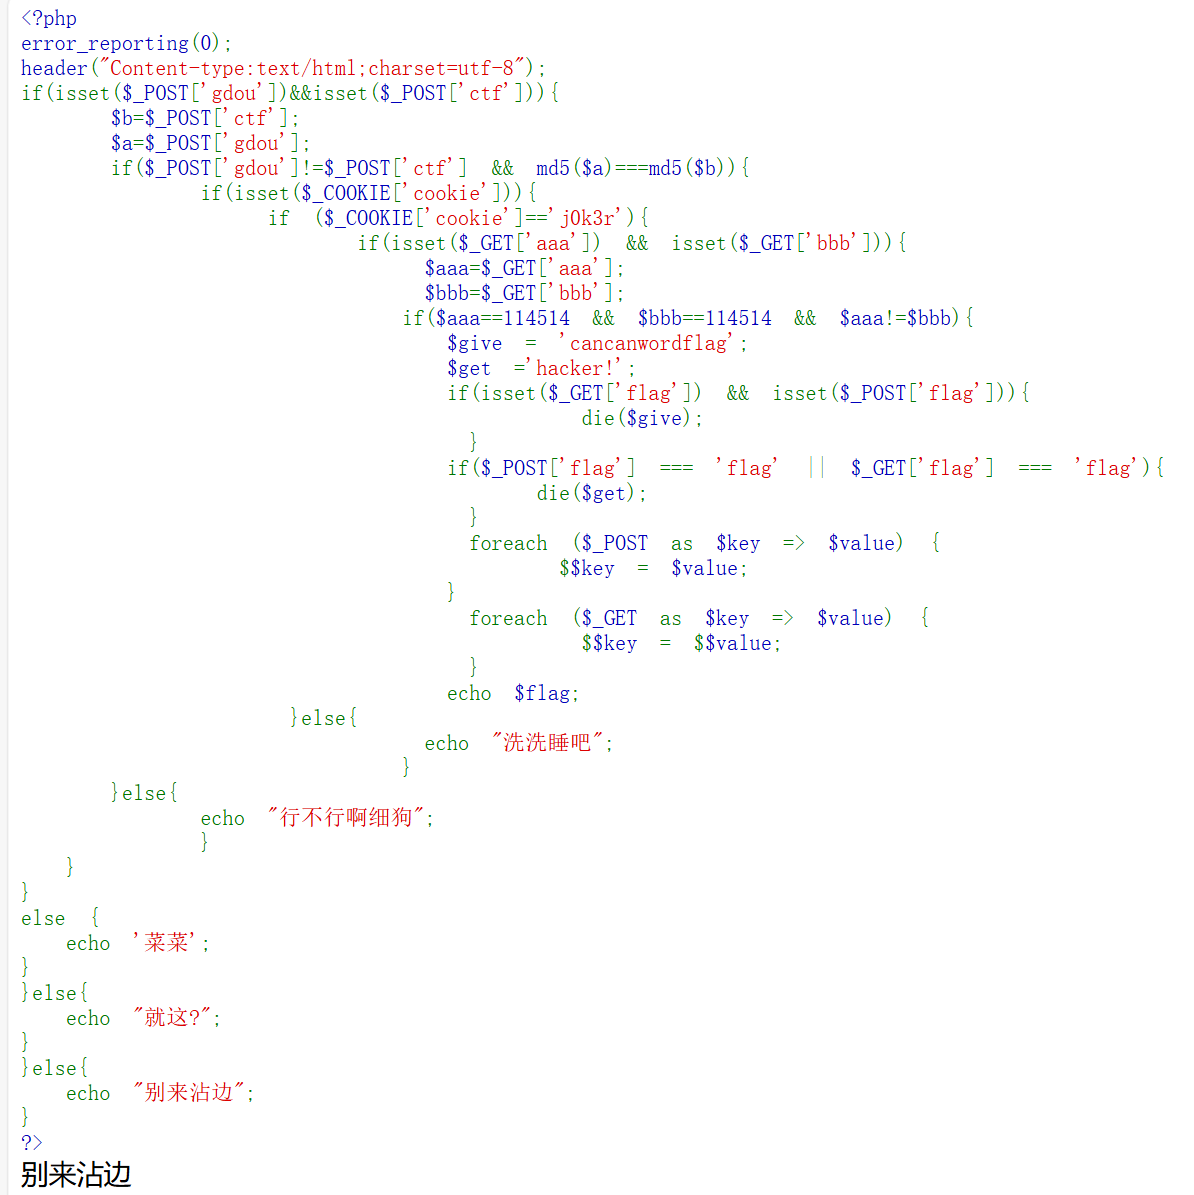 <?php
error_reporting(0);
header("Content-type:text/html;charset=utf-8");
if(isset($_POST['gdou'])&&isset($_POST['ctf'])){
        $b=$_POST['ctf'];
        $a=$_POST['gdou'];
        if($_POST['gdou']!=$_POST['ctf'] && md5($a)===md5($b)){
                if(isset($_COOKIE['cookie'])){
                      if ($_COOKIE['cookie']=='j0k3r'){
                              if(isset($_GET['aaa']) && isset($_GET['bbb'])){
                                    $aaa=$_GET['aaa'];
                                    $bbb=$_GET['bbb'];
                                  if($aaa==114514 && $bbb==114514 && $aaa!=$bbb){
                                      $give = 'cancanwordflag';
                                      $get ='hacker!';
                                      if(isset($_GET['flag']) && isset($_POST['flag'])){
                                                  die($give);
                                        }
                                      if($_POST['flag'] === 'flag' || $_GET['flag'] === 'flag'){
                                              die($get);
                                        }
                                        foreach ($_POST as $key => $value) {
                                                $$key = $value;
                                      }
                                        foreach ($_GET as $key => $value) {
                                                  $$key = $$value;
                                        }
                                      echo $flag;
                        }else{
                                    echo "洗洗睡吧";
                                  }
        }else{
                echo "行不行啊细狗";
                }
    }
}
else {
    echo '菜菜';
}
}else{
    echo "就这?";
}
}else{
    echo "别来沾边";
}
?>
别来沾边